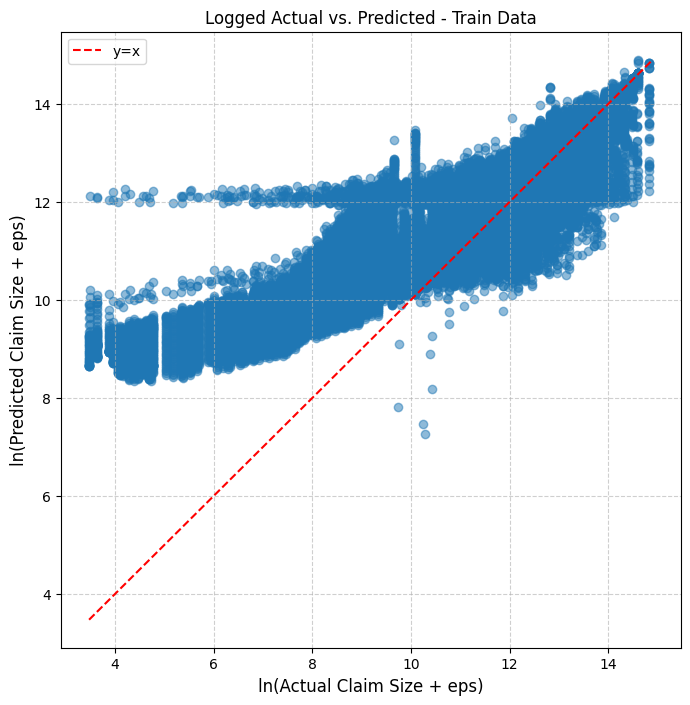 Logged Actual vs. Predicted - Train Data
y=x
ln(Predicted Claim Size + eps)
14
12
10
8
6
4
4 6 8 10 12 14
ln(Actual Claim Size + eps)